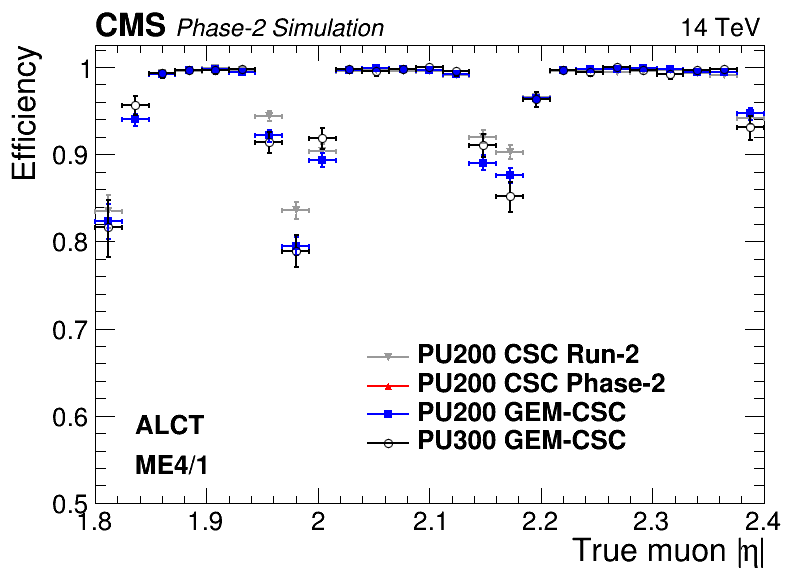 CMS Phase-2 Simulation 14 TeV
Efficiency
1
0.9
0.8
0.7
0.6
0.5
PU200 CSC Run-2
PU200 CSC Phase-2
PU200 GEM-CSC
PU300 GEM-CSC
ALCT
ME4/1
1.8 1.9 2 2.1 2.2 2.3 2.4
True muon |η|